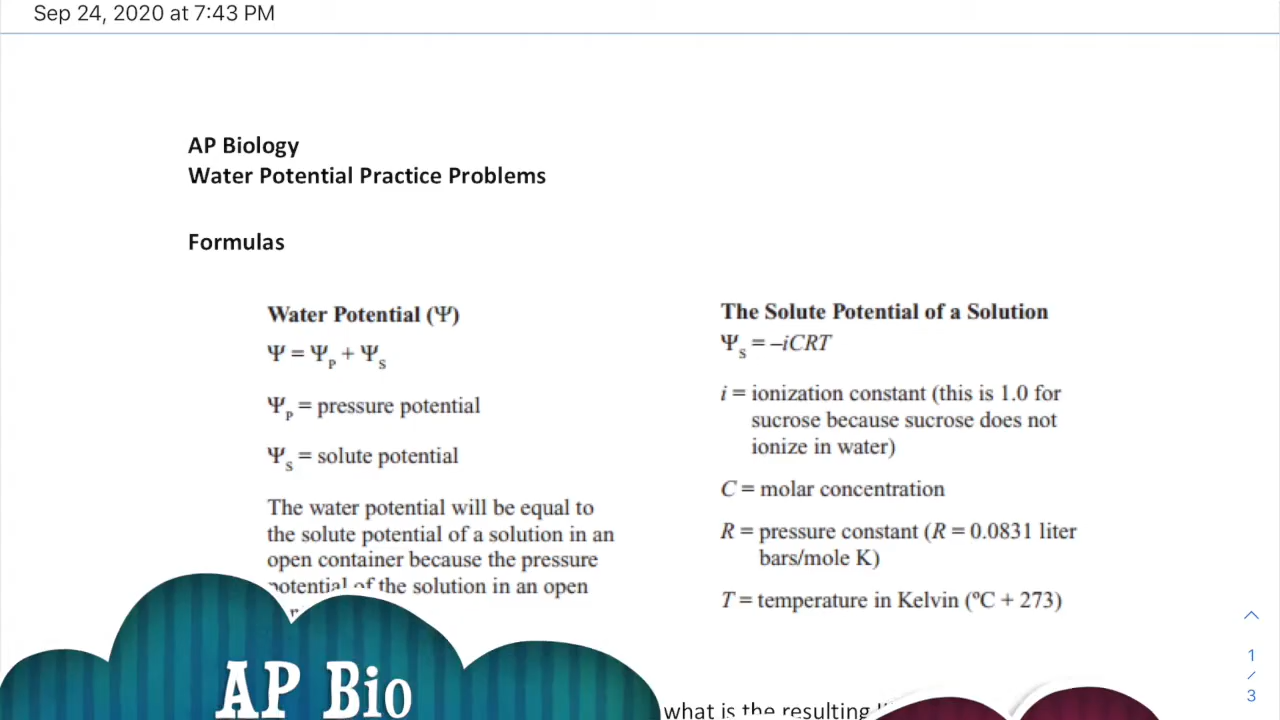 Sep 24, 2020 at 7:43 PM
AP Biology
Water Potential Practice Problems
Formulas
Water Potential (Ψ)
Ψ = ΨP + ΨS
ΨP = pressure potential
ΨS = solute potential
The water potential will be equal to
the solute potential of a solution in an
open container because the pressure
potential of the solution in an open
The Solute Potential of a Solution
ΨS = –iCRT
i = ionization constant (this is 1.0 for
sucrose because sucrose does not
ionize in water)
C = molar concentration
R = pressure constant (R = 0.0831 liter
bars/mole K)
T = temperature in Kelvin (ºC + 273)
what is the resulting
AP Bio
1
/
3